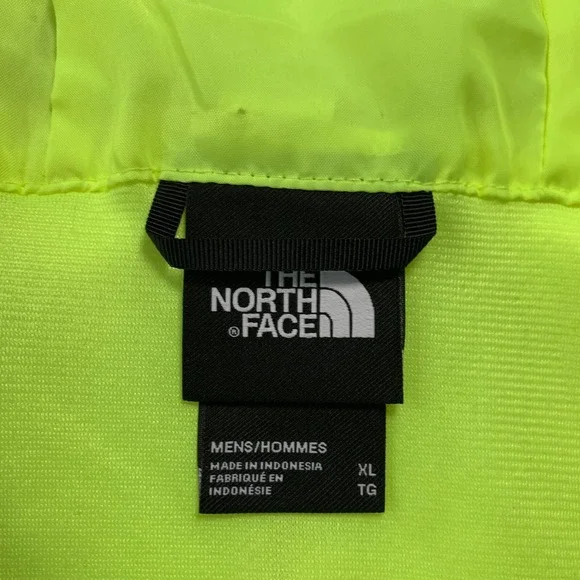 THE
NORTH
® FACE
MENS/HOMMES
MADE IN INDONESIA
FABRIQUÉ EN
INDONÉSIE
XL
TG